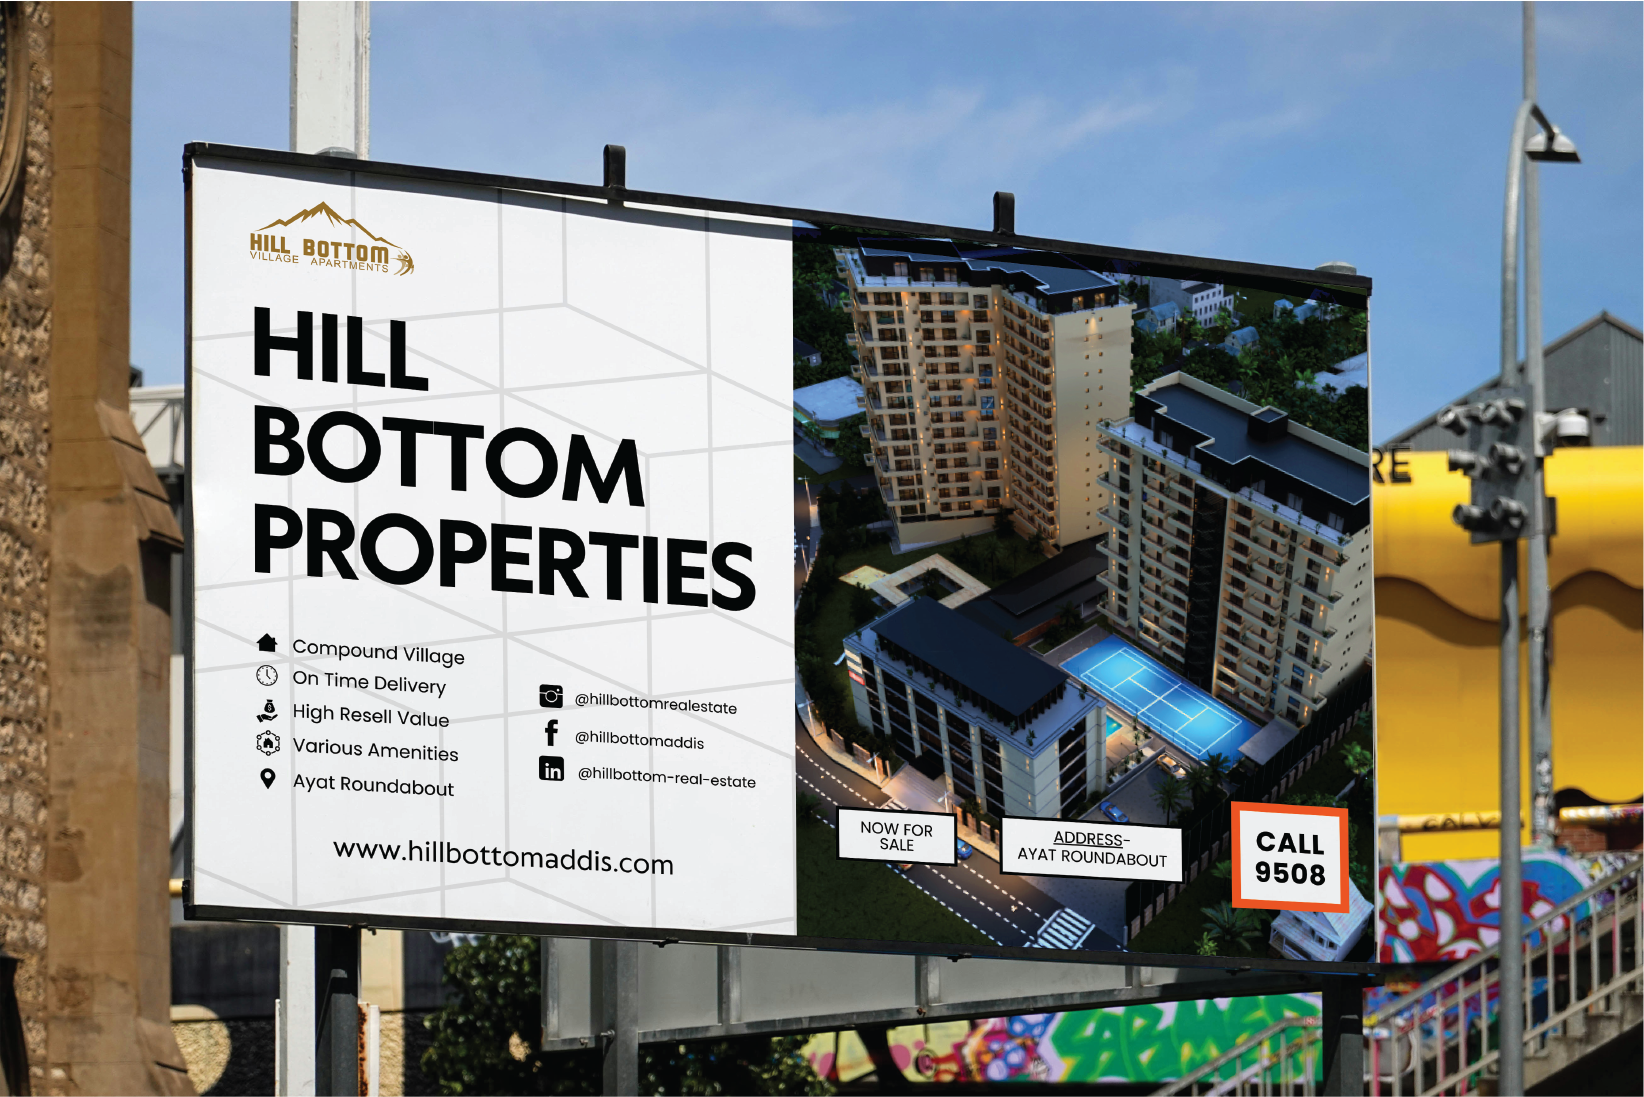 HILL BOTTOM
VILLAGE APARTMENTS
HILL
BOTTOM
PROPERTIES
Compound Village
On Time Delivery
High Resell Value
Various Amenities
Ayat Roundabout
@hillbottomrealestate
@hillbottomaddis
@hillbottom-real-estate
www.hillbottomaddis.com
NOW FOR
SALE
ADDRESS-
AYAT ROUNDABOUT
CALL
9508
RE